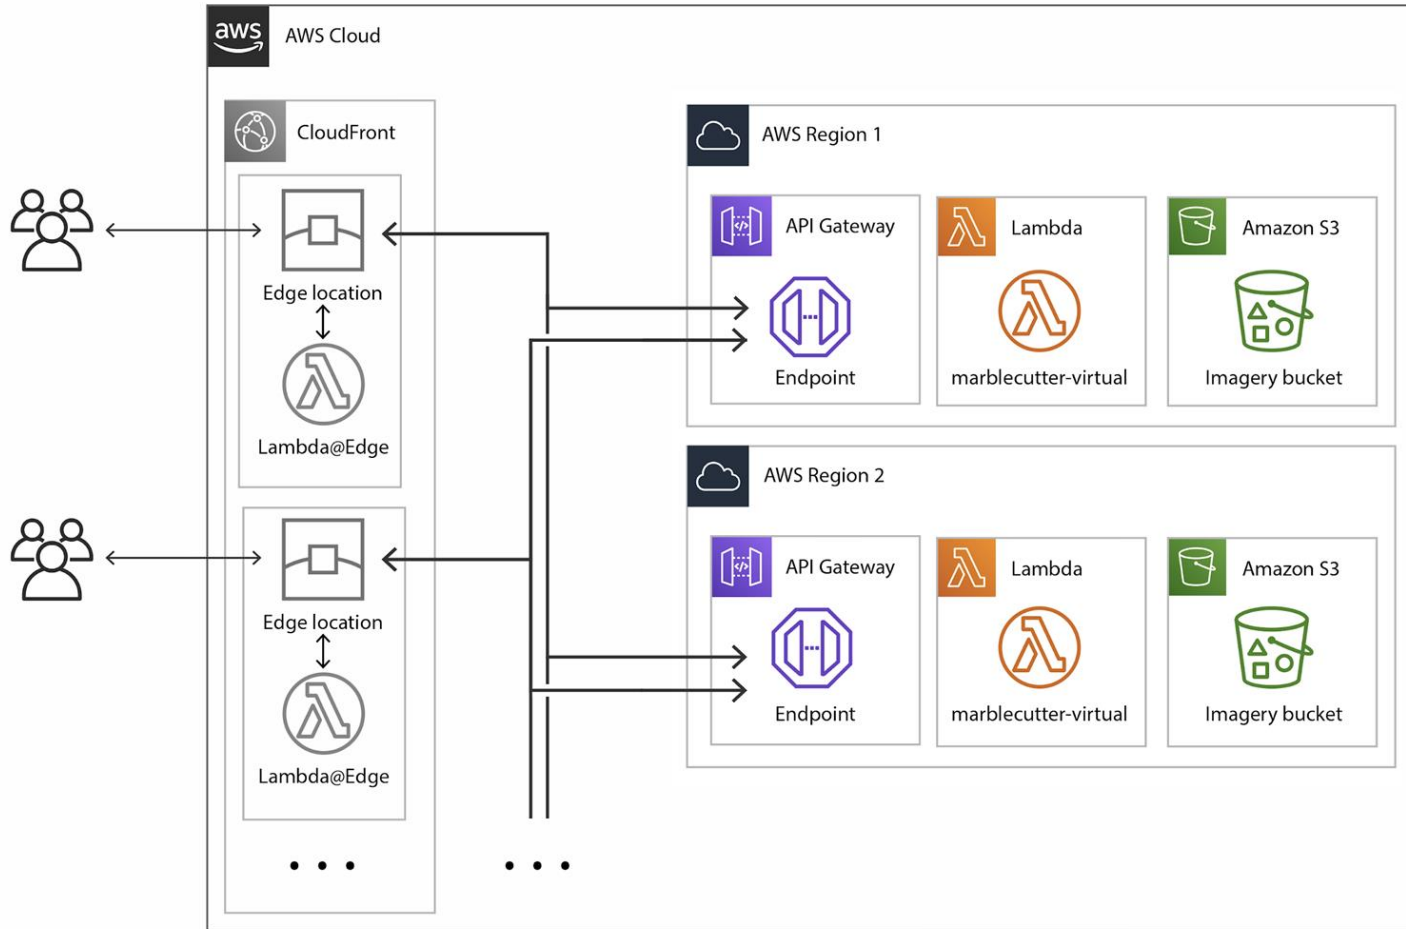 aws
AWS Cloud
CloudFront
Edge location
Lambda@Edge
Edge location
Lambda@Edge
• • •
• • •
AWS Region 1
API Gateway
Endpoint
Lambda
marblecutter-virtual
Amazon S3
Imagery bucket
AWS Region 2
API Gateway
Endpoint
Lambda
marblecutter-virtual
Amazon S3
Imagery bucket